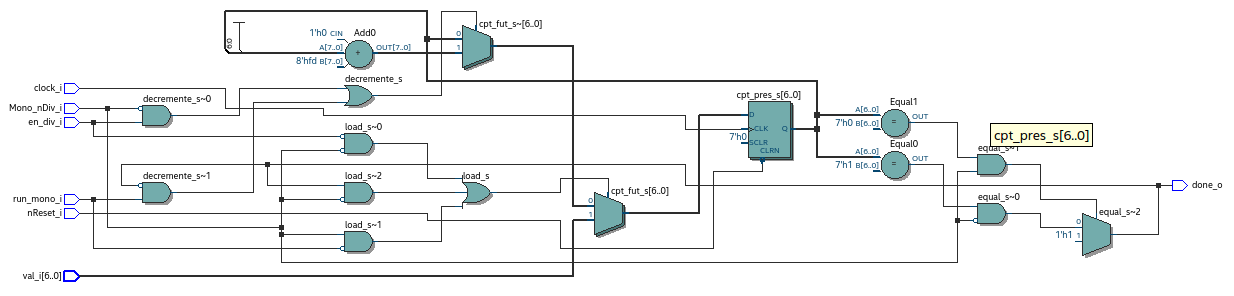 cpt_fut_s~[6..0]
Add0
1'h0 CIN
A[7..0]
OUT[7..0]
8'hfd B[7..0]
+
6:0
0
1
clock_i
decremente_s
Mono_nDiv_i
decremente_s~0
en_div_i
load_s~0
cpt_pres_s[6..0]
D
CLK
Q
7'h0
SCLR
CLRN
Equal1
A[6..0]
OUT
7'h0 B[6..0]
=
Equal0
A[6..0]
OUT
7'h1 B[6..0]
=
cpt_pres_s[6..0]
equal_s~1
decremente_s~1
load_s~2
load_s
cpt_fut_s[6..0]
0
1
done_o
run_mono_i
nReset_i
load_s~1
equal_s~0
equal_s~2
0
1'h1
1
val_i[6..0]